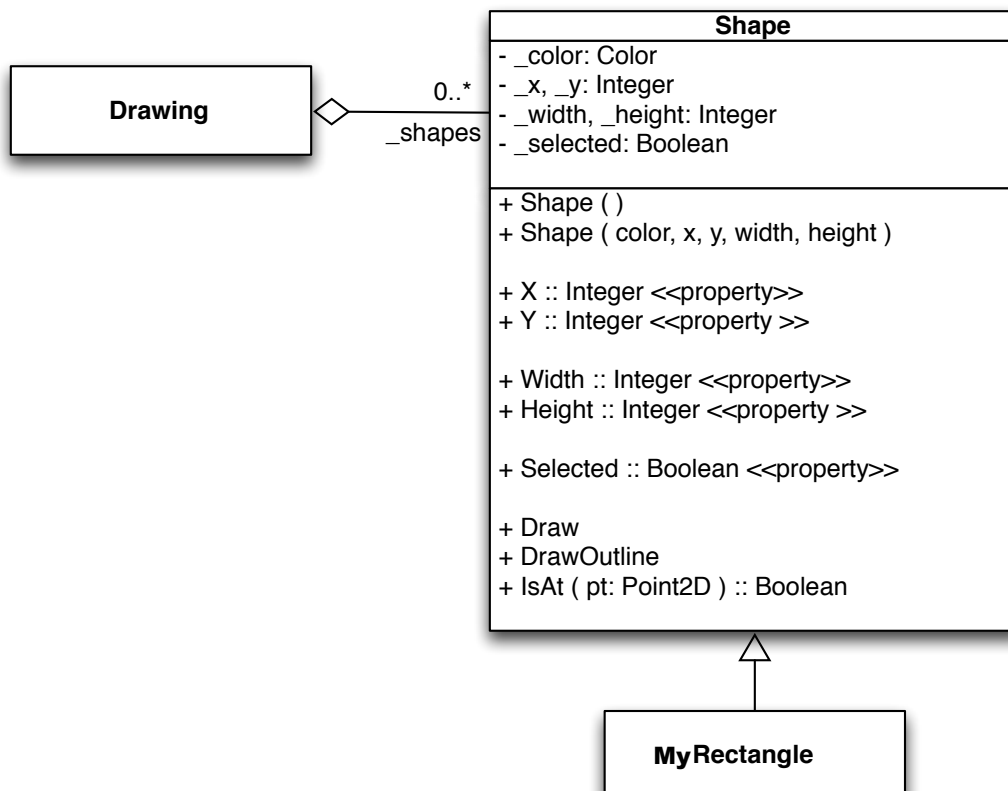 Shape
- _color: Color
- _x, _y: Integer
- _width, _height: Integer
- _selected: Boolean
Drawing
0..*
_shapes
+ Shape ( )
+ Shape ( color, x, y, width, height )
+ X :: Integer <<property>>
+ Y :: Integer <<property >>
+ Width :: Integer <<property>>
+ Height :: Integer <<property >>
+ Selected :: Boolean <<property>>
+ Draw
+ DrawOutline
+ IsAt ( pt: Point2D ) :: Boolean
MyRectangle